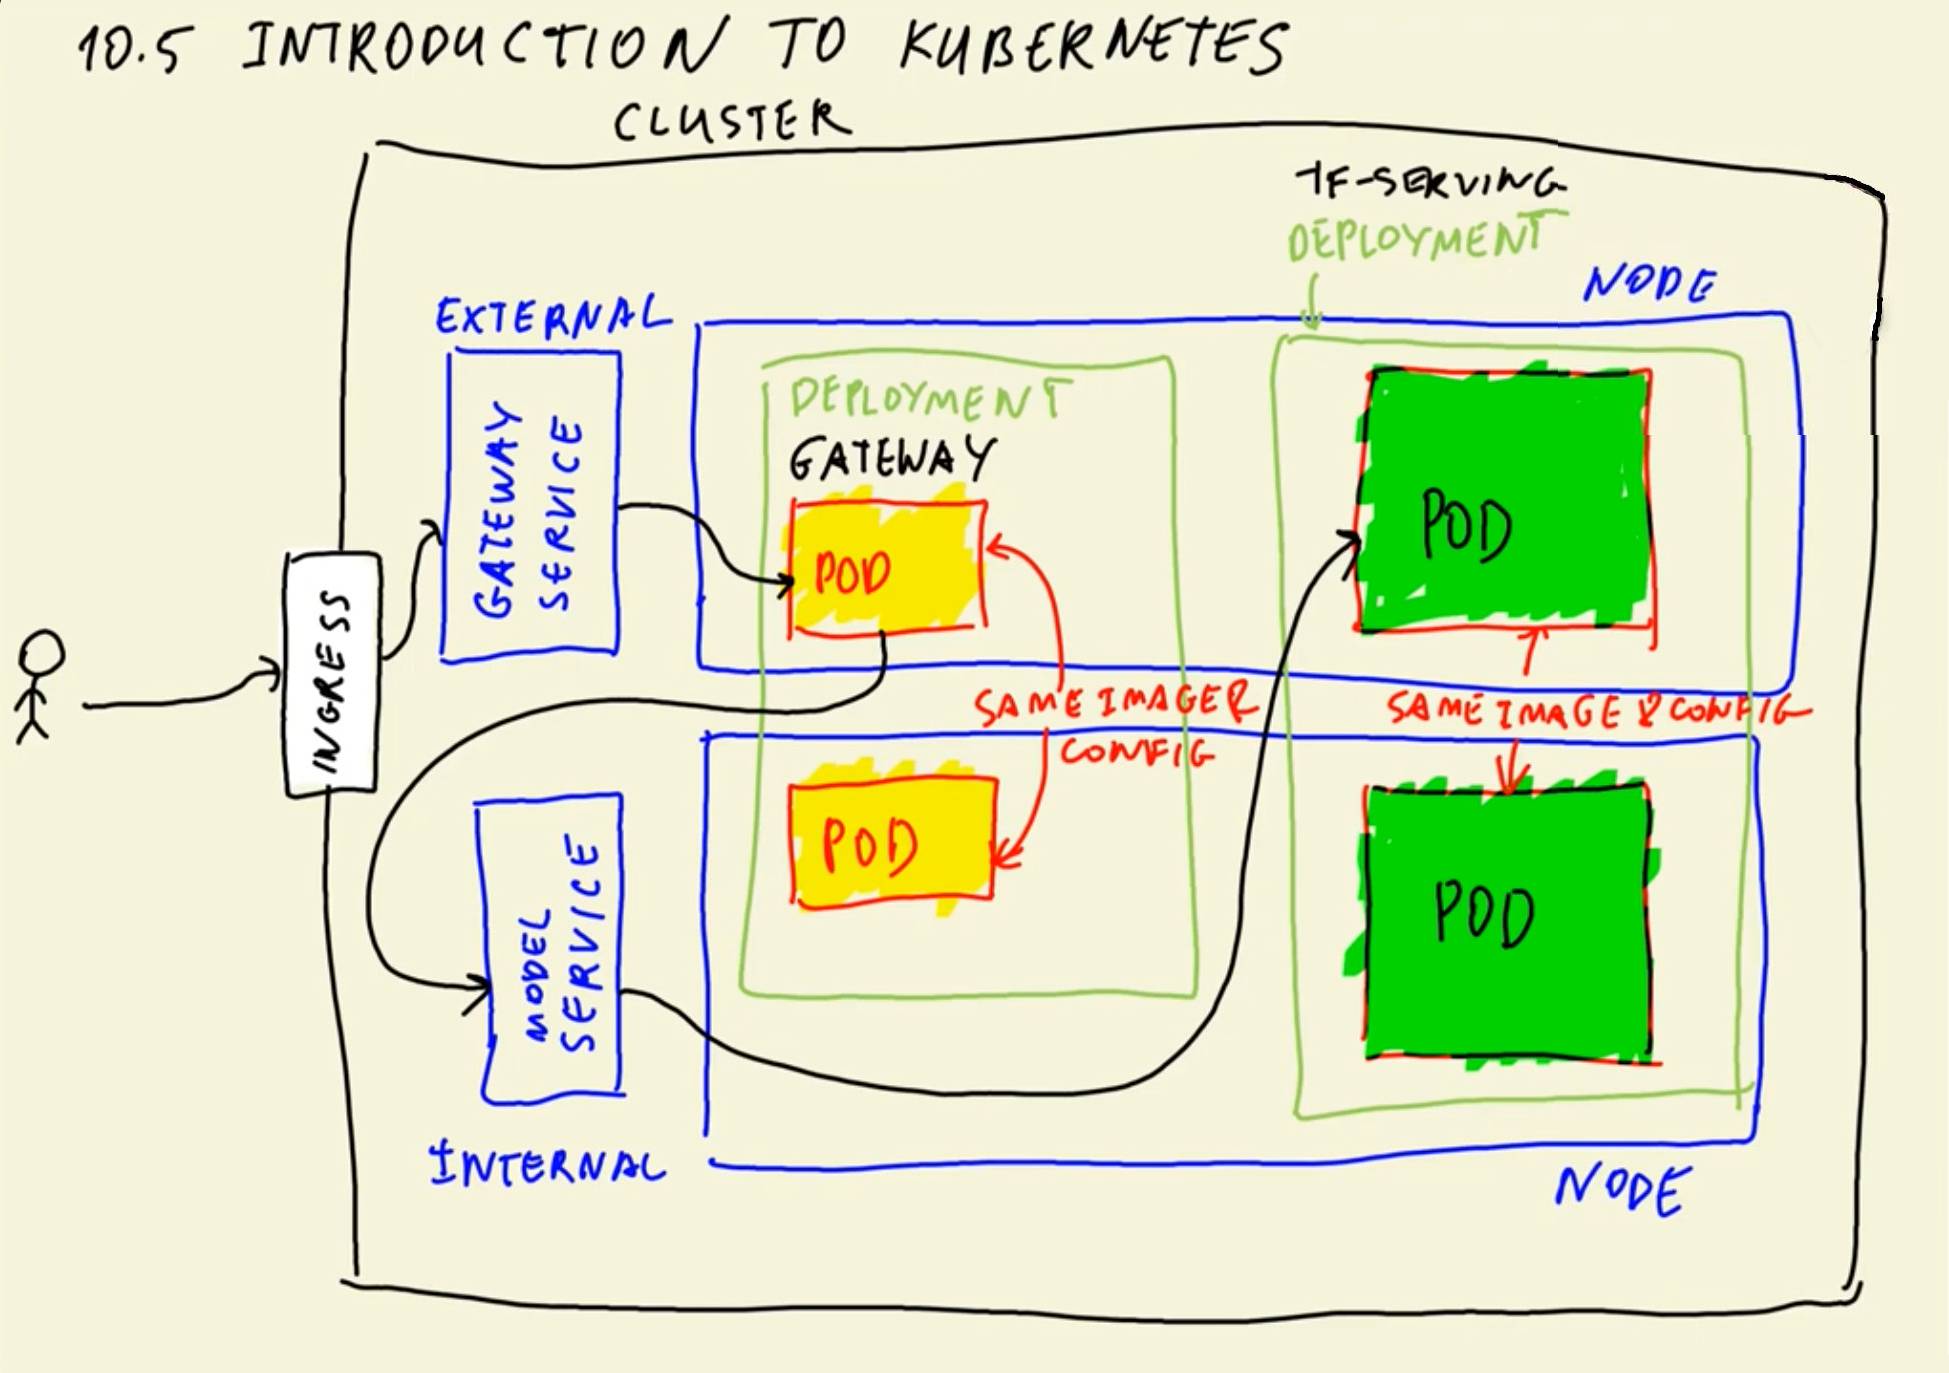 10.5 INTRODUCTION TO KUBERNETES
CLUSTER
TF-SERVING
DEPLOYMENT
NODE
EXTERNAL
GATEWAY
SERVICE
DEPLOYMENT
GATEWAY
POD
POD
INGRESS
SAME IMAGE &
CONFIG
SAME IMAGE & CONFIG
POD
POD
MODEL
SERVICE
INTERNAL
NODE